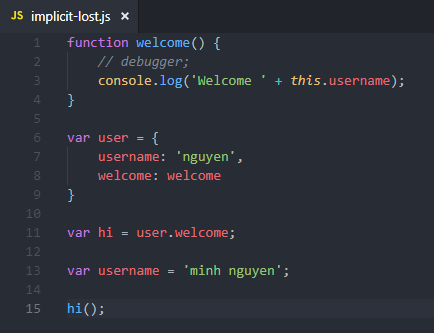 JS implicit-lost.js ×
1 function welcome() {
2     // debugger;
3     console.log('Welcome ' + this.username);
4 }
5
6 var user = {
7     username: 'nguyen',
8     welcome: welcome
9 }
10
11 var hi = user.welcome;
12
13 var username = 'minh nguyen';
14
15 hi();